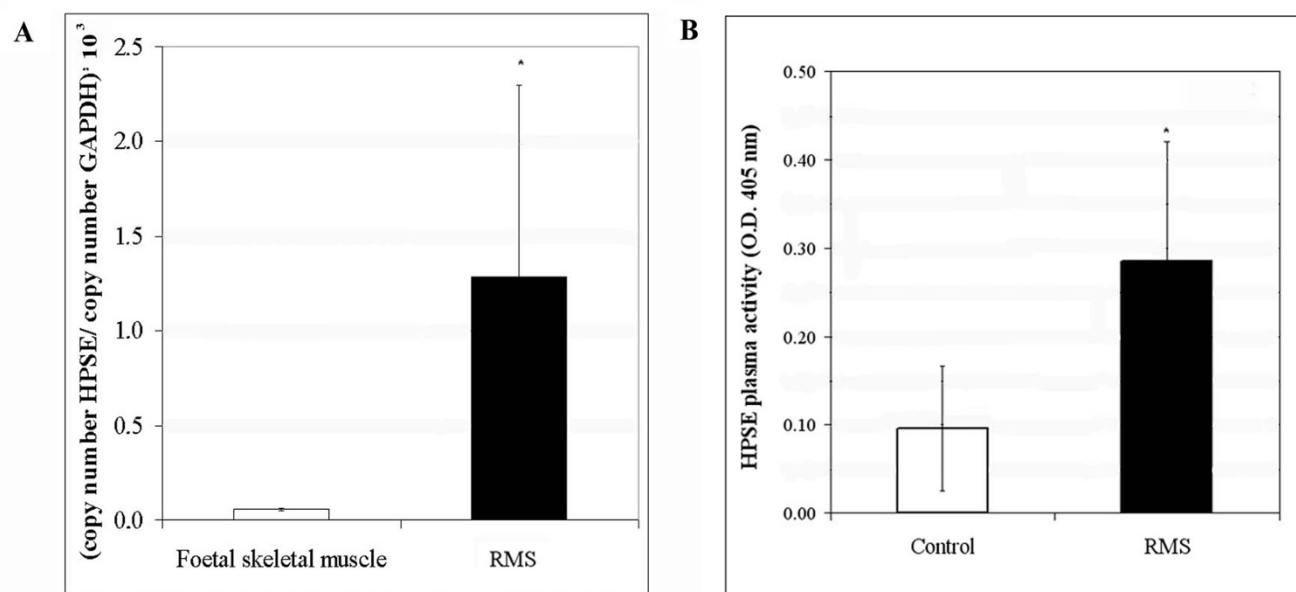 A
(copy number HPSE/ copy number GAPDH)* 10 3
2.5
*
2.0
1.5
1.0
0.5
0.0
Foetal skeletal muscle
RMS
B
HPSE plasma activity (O.D. 405 nm)
0.50
*
0.40
0.30
0.20
0.10
0.00
Control
RMS